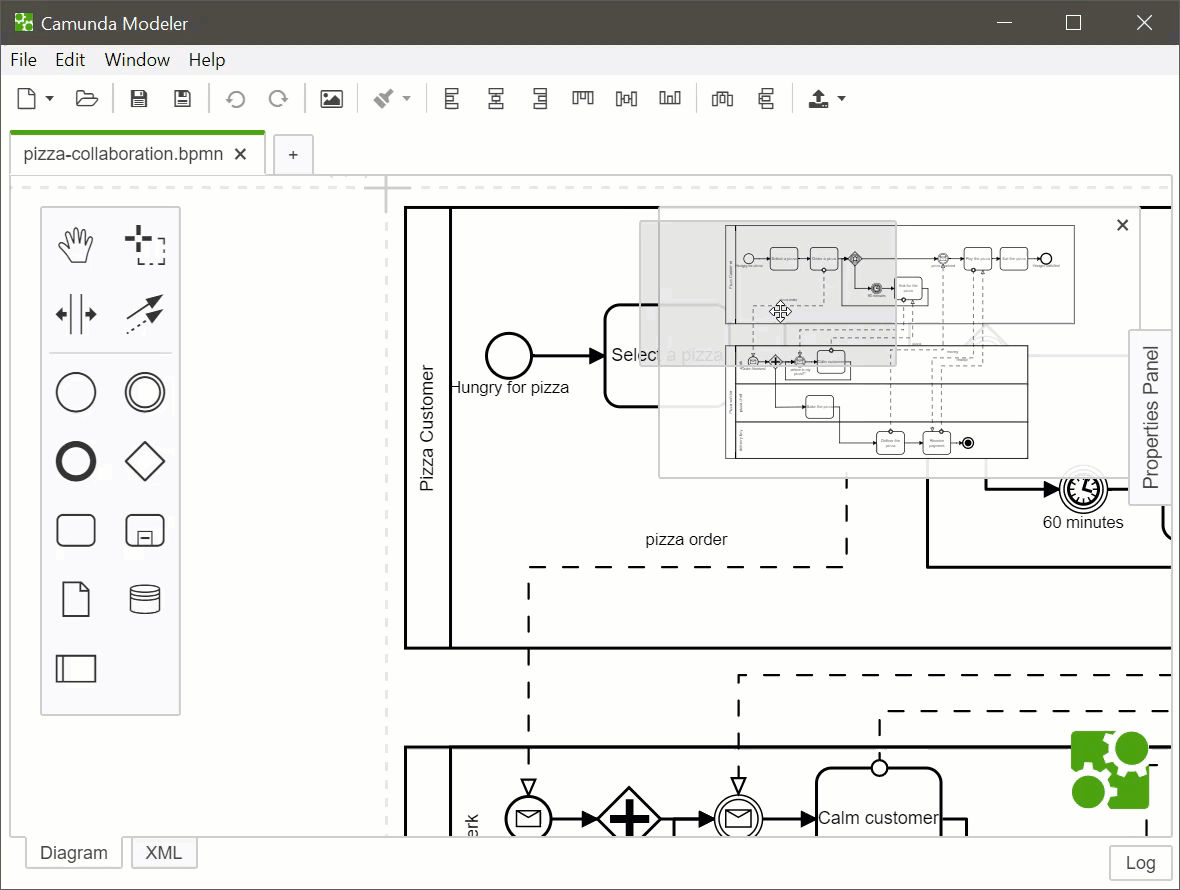 Camunda Modeler
File Edit Window Help
pizza-collaboration.bpmn
+
Pizza Customer
Hungry for pizza
Select a pizza
Properties Panel
60 minutes
pizza order
erk
Calm customer
Diagram
XML
Log